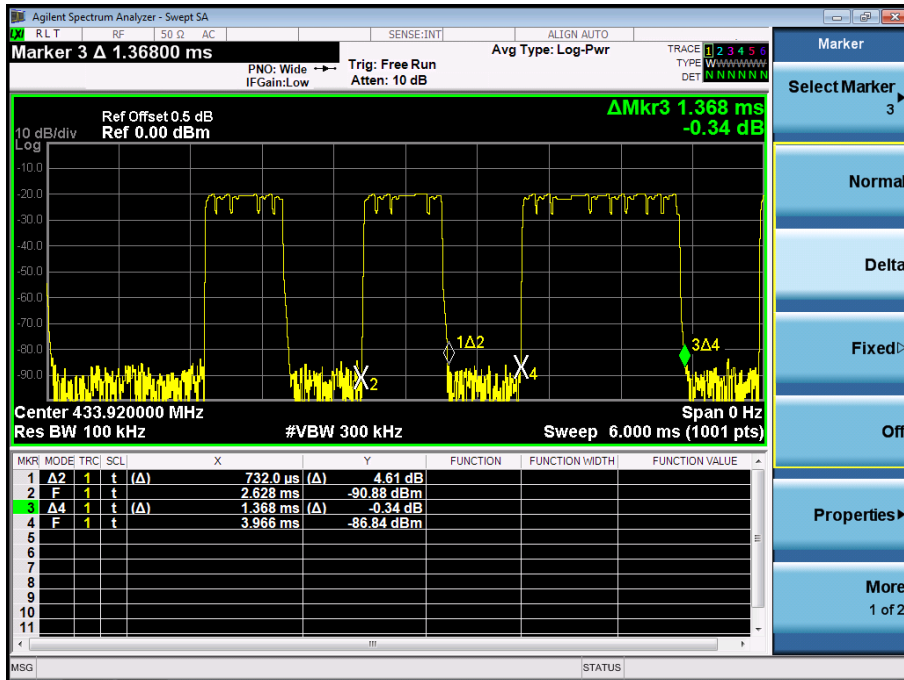 Agilent Spectrum Analyzer - Swept SA
LXI RL T RF 50 Ω AC SENSE:INT ALIGN AUTO
Marker 3 Δ 1.36800 ms
PNO: Wide
IFGain:Low
Trig: Free Run
Atten: 10 dB
Avg Type: Log-Pwr
TRACE 1 2 3 4 5 6
TYPE WWWWWW
DET N N N N N N
ΔMkr3 1.368 ms
-0.34 dB
Ref Offset 0.5 dB
10 dB/div Ref 0.00 dBm
Log
-10.0
-20.0
-30.0
-40.0
-50.0
-60.0
-70.0
-80.0
-90.0
1Δ2
2
4
3Δ4
Center 433.920000 MHz Span 0 Hz
Res BW 100 kHz #VBW 300 kHz Sweep 6.000 ms (1001 pts)
MKR MODE TRC SCL X Y FUNCTION FUNCTION WIDTH FUNCTION VALUE
1 Δ2 1 t (Δ) 732.0 µs (Δ) 4.61 dB
2 F 1 t 2.628 ms -90.88 dBm
3 Δ4 1 t (Δ) 1.368 ms (Δ) -0.34 dB
4 F 1 t 3.966 ms -86.84 dBm
5
6
7
8
9
10
11
MSG STATUS
Marker
Select Marker
3
Normal
Delta
Fixed
Off
Properties
More
1 of 2